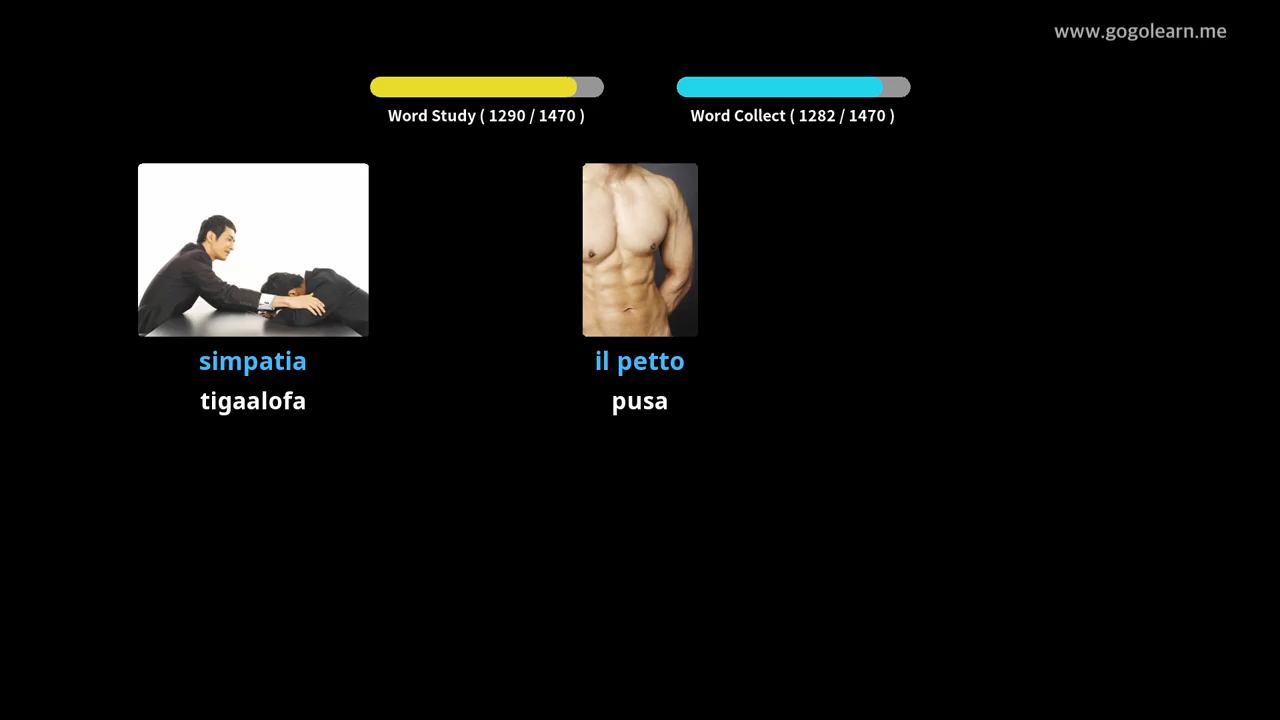 www.gogolearn.me
Word Study ( 1290 / 1470 )
Word Collect ( 1282 / 1470 )
simpatia
tigaalofa
il petto
pusa